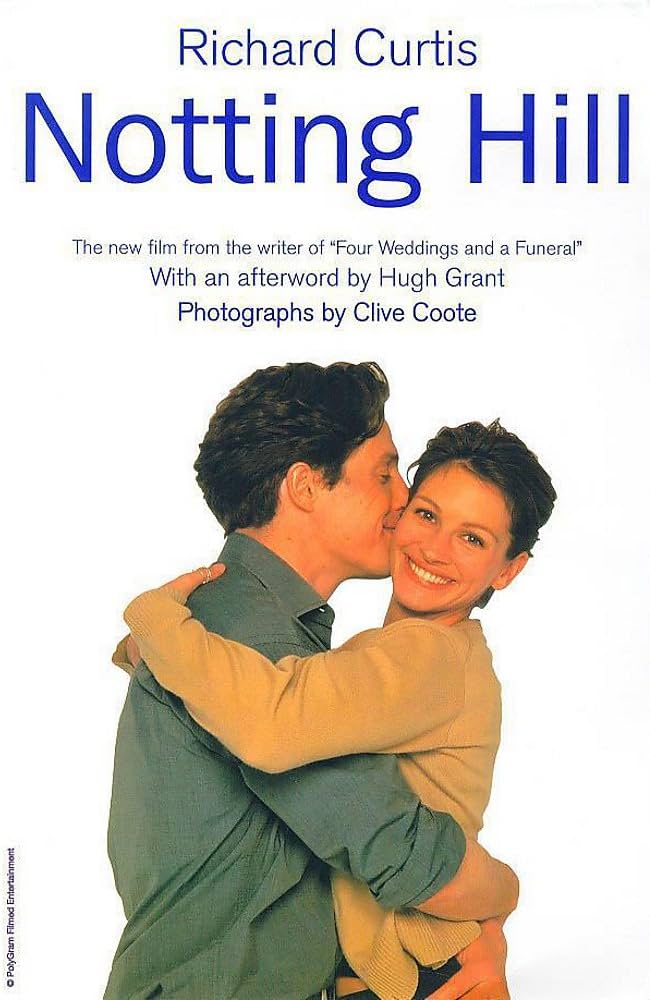 Richard Curtis
Notting Hill
The new film from the writer of “Four Weddings and a Funeral”
With an afterword by Hugh Grant
Photographs by Clive Coote
© PolyGram Filmed Entertainment